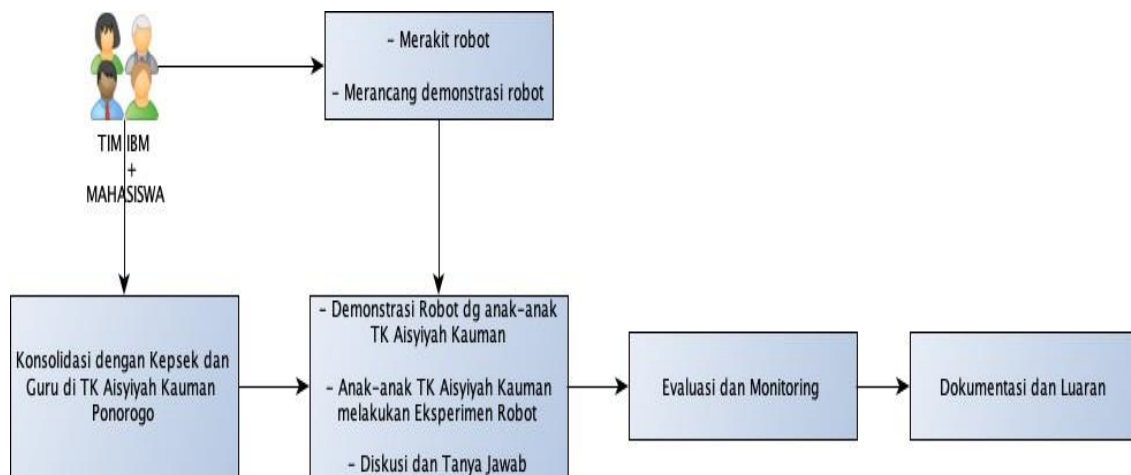 – Merakit robot
– Merancang demonstrasi robot
TIM IBM
+
MAHASISWA
Konsolidasi dengan Kepsek dan
Guru di TK Aisyiyah Kauman
Ponorogo
– Demonstrasi Robot dg anak–anak
TK Aisyiyah Kauman
– Anak–anak TK Aisyiyah Kauman
melakukan Eksperimen Robot
– Diskusi dan Tanya Jawab
Evaluasi dan Monitoring
Dokumentasi dan Luaran